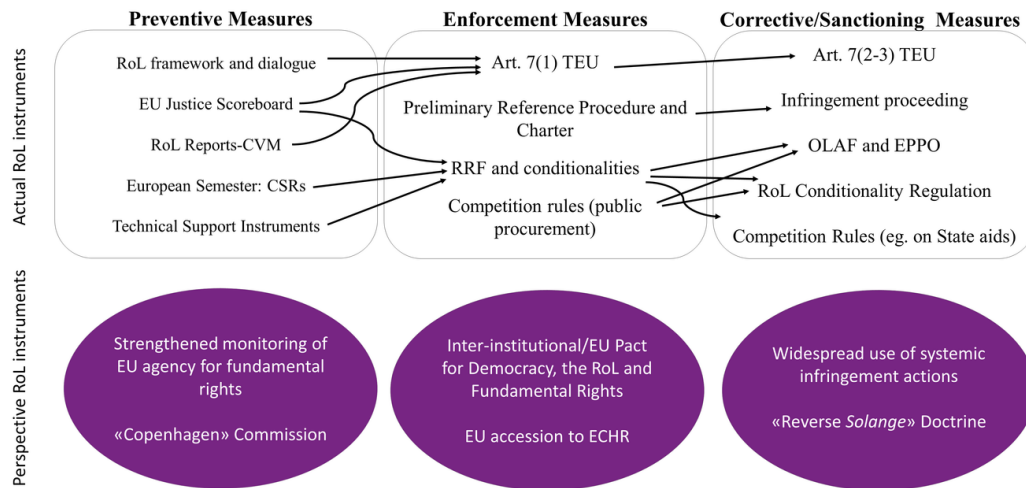 Preventive Measures
Enforcement Measures
Corrective/Sanctioning Measures
Actual RoL instruments
RoL framework and dialogue
EU Justice Scoreboard
RoL Reports-CVM
European Semester: CSRs
Technical Support Instruments
Art. 7(1) TEU
Preliminary Reference Procedure and
Charter
RRF and conditionalities
Competition rules (public
procurement)
Art. 7(2-3) TEU
Infringement proceeding
OLAF and EPPO
RoL Conditionality Regulation
Competition Rules (eg. on State aids)
Perspective RoL instruments
Strengthened monitoring of
EU agency for fundamental
rights
«Copenhagen» Commission
Inter-institutional/EU Pact
for Democracy, the RoL and
Fundamental Rights
EU accession to ECHR
Widespread use of systemic
infringement actions
«Reverse Solange» Doctrine